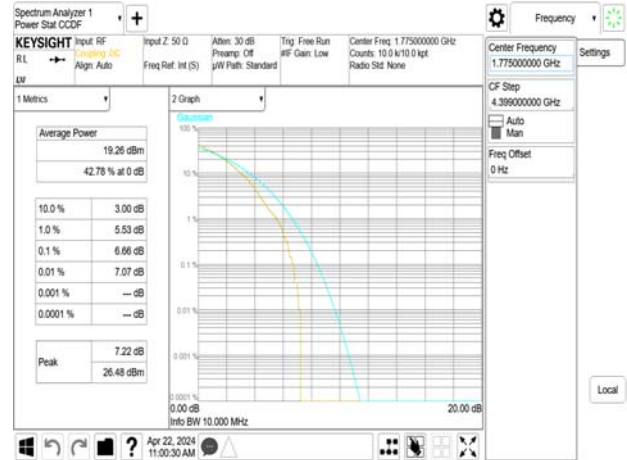 Spectrum Analyzer 1
Power Stat CCDF
Frequency
KEYSIGHT
RL
Input: RF
Coupling: DC
Align: Auto
Input Z: 50 Ω
Freq Ref: Int (S)
Atten: 30 dB
Preamp: Off
µW Path: Standard
Trig: Free Run
#IF Gain: Low
Center Freq: 1.775000000 GHz
Counts: 10.0 k/10.0 kpt
Radio Std: None
Center Frequency
1.775000000 GHz
Settings
CF Step
4.399000000 GHz
Auto
Man
Freq Offset
0 Hz
1 Metrics
Average Power
19.26 dBm
42.78 % at 0 dB
10.0 % 3.00 dB
1.0 % 5.53 dB
0.1 % 6.66 dB
0.01 % 7.07 dB
0.001 % --- dB
0.0001 % --- dB
Peak
7.22 dB
26.48 dBm
2 Graph
Gaussian
100 %
10 %
1 %
0.1 %
0.01 %
0.001 %
0.0001 %
0.00 dB
20.00 dB
Info BW 10.000 MHz
Local
?
Apr 22, 2024
11:00:30 AM